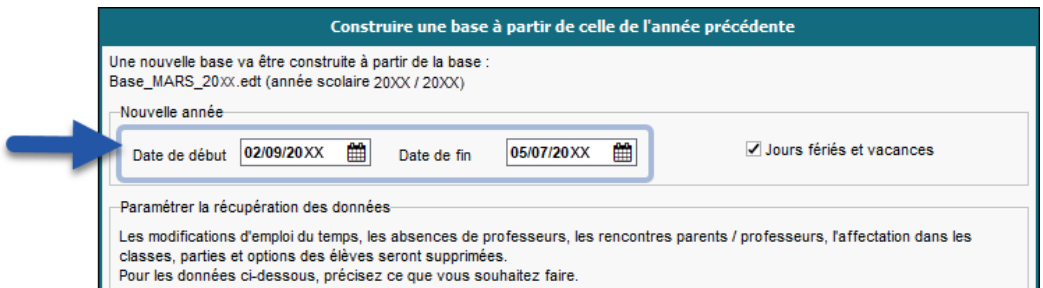 Construire une base à partir de celle de l'année précédente
Une nouvelle base va être construite à partir de la base :
Base_MARS_20XX.edt (année scolaire 20XX / 20XX)
Nouvelle année
Date de début 02/09/20XX Date de fin 05/07/20XX Jours fériés et vacances
Paramétrer la récupération des données
Les modifications d'emploi du temps, les absences de professeurs, les rencontres parents / professeurs, l'affectation dans les
classes, parties et options des élèves seront supprimées.
Pour les données ci-dessous, précisez ce que vous souhaitez faire.